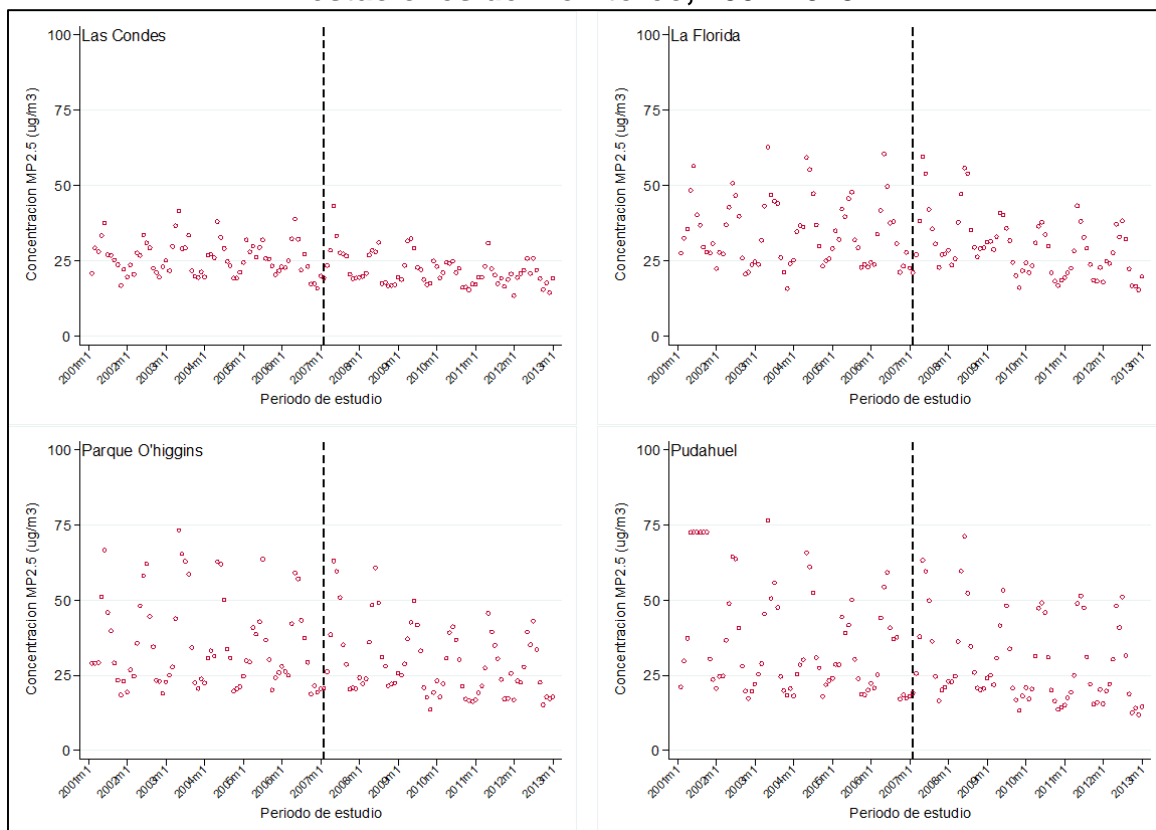 Las Condes
Concentracion MP2.5 (ug/m3)
100
75
50
25
0
2001m1
2002m1
2003m1
2004m1
2005m1
2006m1
2007m1
2008m1
2009m1
2010m1
2011m1
2012m1
2013m1
Periodo de estudio
La Florida
Concentracion MP2.5 (ug/m3)
100
75
50
25
0
2001m1
2002m1
2003m1
2004m1
2005m1
2006m1
2007m1
2008m1
2009m1
2010m1
2011m1
2012m1
2013m1
Periodo de estudio
Parque O'higgins
Concentracion MP2.5 (ug/m3)
100
75
50
25
0
2001m1
2002m1
2003m1
2004m1
2005m1
2006m1
2007m1
2008m1
2009m1
2010m1
2011m1
2012m1
2013m1
Periodo de estudio
Pudahuel
Concentracion MP2.5 (ug/m3)
100
75
50
25
0
2001m1
2002m1
2003m1
2004m1
2005m1
2006m1
2007m1
2008m1
2009m1
2010m1
2011m1
2012m1
2013m1
Periodo de estudio